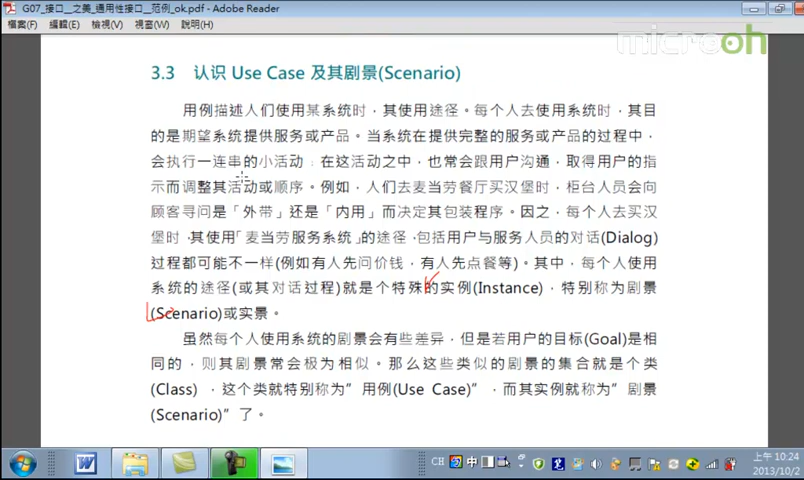 G07_接口__之美_通用性接口__范例_ok.pdf - Adobe Reader
檔案(F) 編輯(E) 檢視(V) 視窗(W) 說明(H)
microoh
3.3 认识 Use Case 及其剧景(Scenario)
用例描述人们使用某系统时，其使用途径。每个人去使用系统时，其目
的是期望系统提供服务或产品。当系统在提供完整的服务或产品的过程中，
会执行一连串的小活动；在这活动之中，也常会跟用户沟通，取得用户的指
示而调整其活动或顺序。例如，人们去麦当劳餐厅买汉堡时，柜台人员会向
顾客寻问是「外带」还是「内用」而决定其包装程序。因之，每个人去买汉
堡时，其使用「麦当劳服务系统」的途径，包括用户与服务人员的对话(Dialog)
过程都可能不一样(例如有人先问价钱，有人先点餐等)。其中，每个人使用
系统的途径(或其对话过程)就是个特殊的实例(Instance)，特别称为剧景
(Scenario)或实景。
虽然每个人使用系统的剧景会有些差异，但是若用户的目标(Goal)是相
同的，则其剧景常会极为相似。那么这些类似的剧景的集合就是个类
(Class)，这个类就特别称为"用例(Use Case)"，而其实例就称为"剧景
(Scenario)"了。
CH 中
上午 10:24
2013/10/2